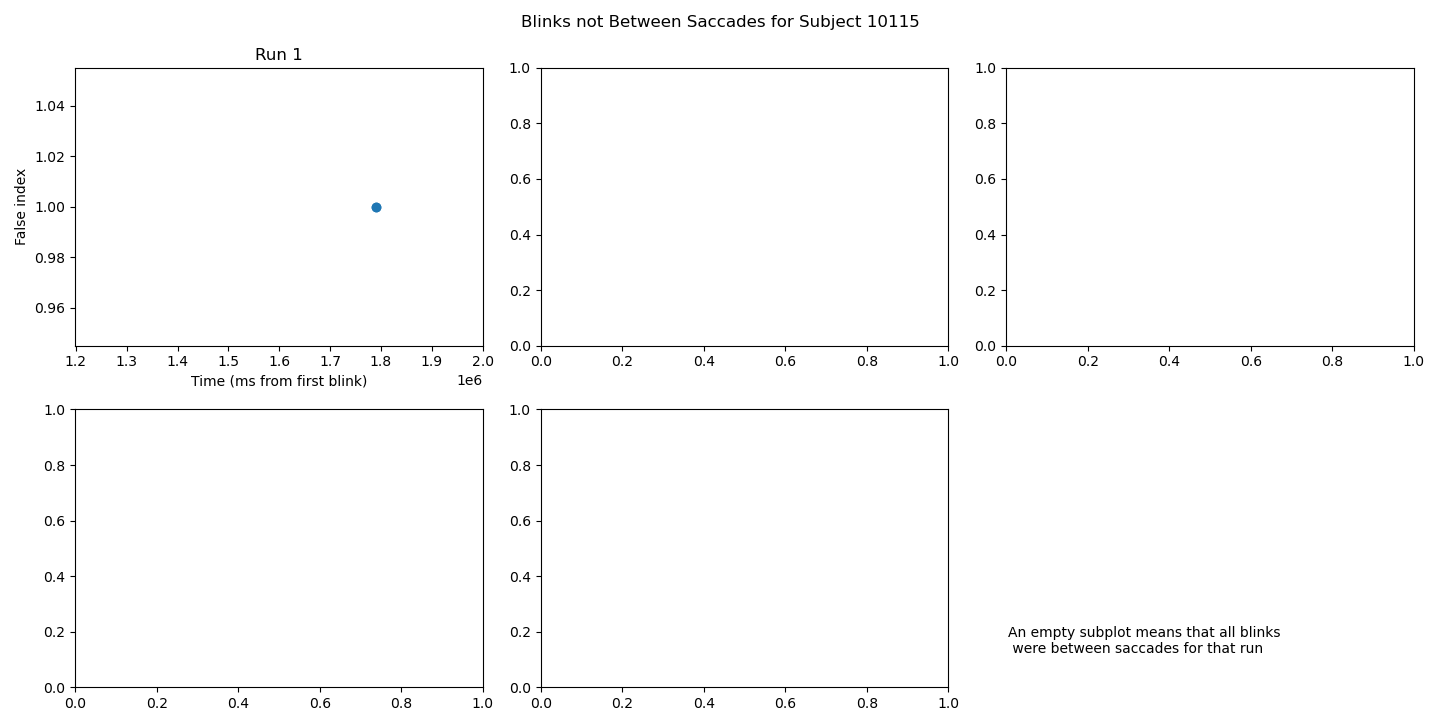 Blinks not Between Saccades for Subject 10115
Run 1
1.04
1.02
1.00
0.98
0.96
False index
1.2 1.3 1.4 1.5 1.6 1.7 1.8 1.9 2.0
1e6
Time (ms from first blink)
1.0
0.8
0.6
0.4
0.2
0.0
0.0 0.2 0.4 0.6 0.8 1.0
1.0
0.8
0.6
0.4
0.2
0.0
0.0 0.2 0.4 0.6 0.8 1.0
1.0
0.8
0.6
0.4
0.2
0.0
0.0 0.2 0.4 0.6 0.8 1.0
1.0
0.8
0.6
0.4
0.2
0.0
0.0 0.2 0.4 0.6 0.8 1.0
An empty subplot means that all blinks
were between saccades for that run